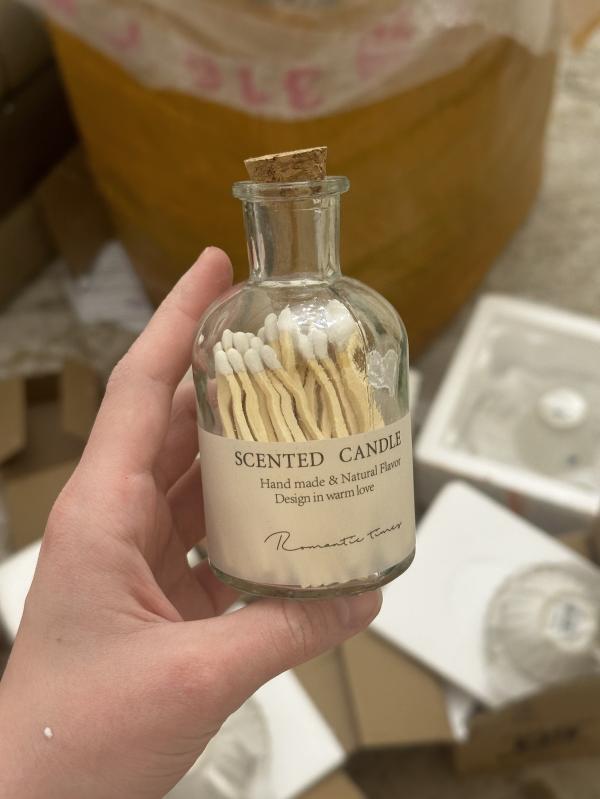 SCENTED CANDLE
Hand made & Natural Flavor
Design in warm love
Romantic times